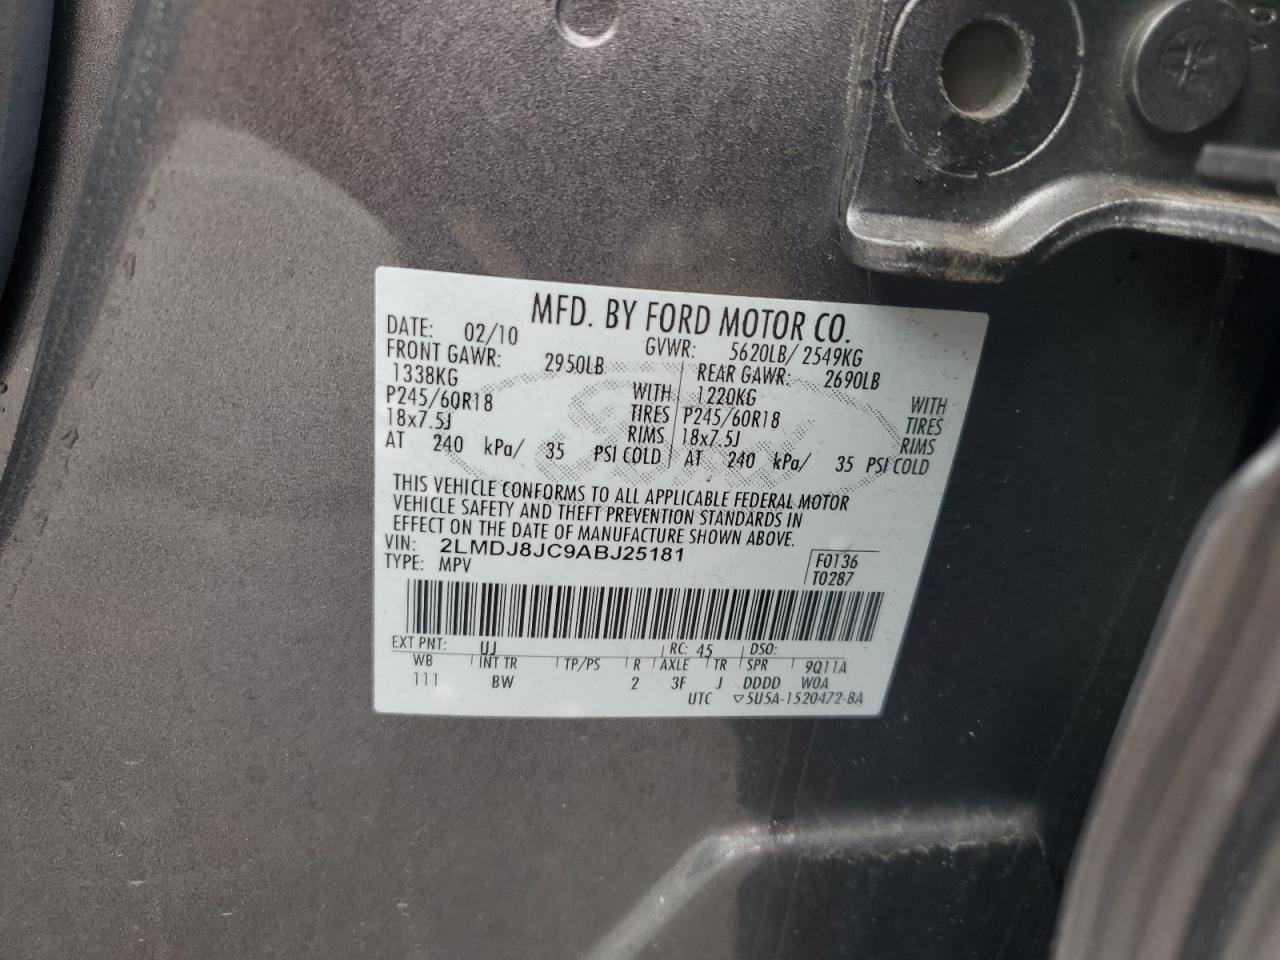 MFD. BY FORD MOTOR CO.
DATE: 02/10 GVWR: 5620LB/ 2549KG
FRONT GAWR: 2950LB REAR GAWR: 2690LB
1338KG WITH 1220KG WITH
P245/60R18 TIRES P245/60R18 TIRES
18x7.5J RIMS 18x7.5J RIMS
AT 240 kPa/ 35 PSI COLD AT 240 kPa/ 35 PSI COLD
THIS VEHICLE CONFORMS TO ALL APPLICABLE FEDERAL MOTOR
VEHICLE SAFETY AND THEFT PREVENTION STANDARDS IN
EFFECT ON THE DATE OF MANUFACTURE SHOWN ABOVE.
VIN: 2LMDJ8JC9ABJ25181 F0136
TYPE: MPV T0287
EXT PNT: UJ RC: 45 DSO:
WB INT TR TP/PS R AXLE TR SPR 9Q11A
111 BW 2 3F J DDDD W0A
UTC ▽5U5A-1520472-BA